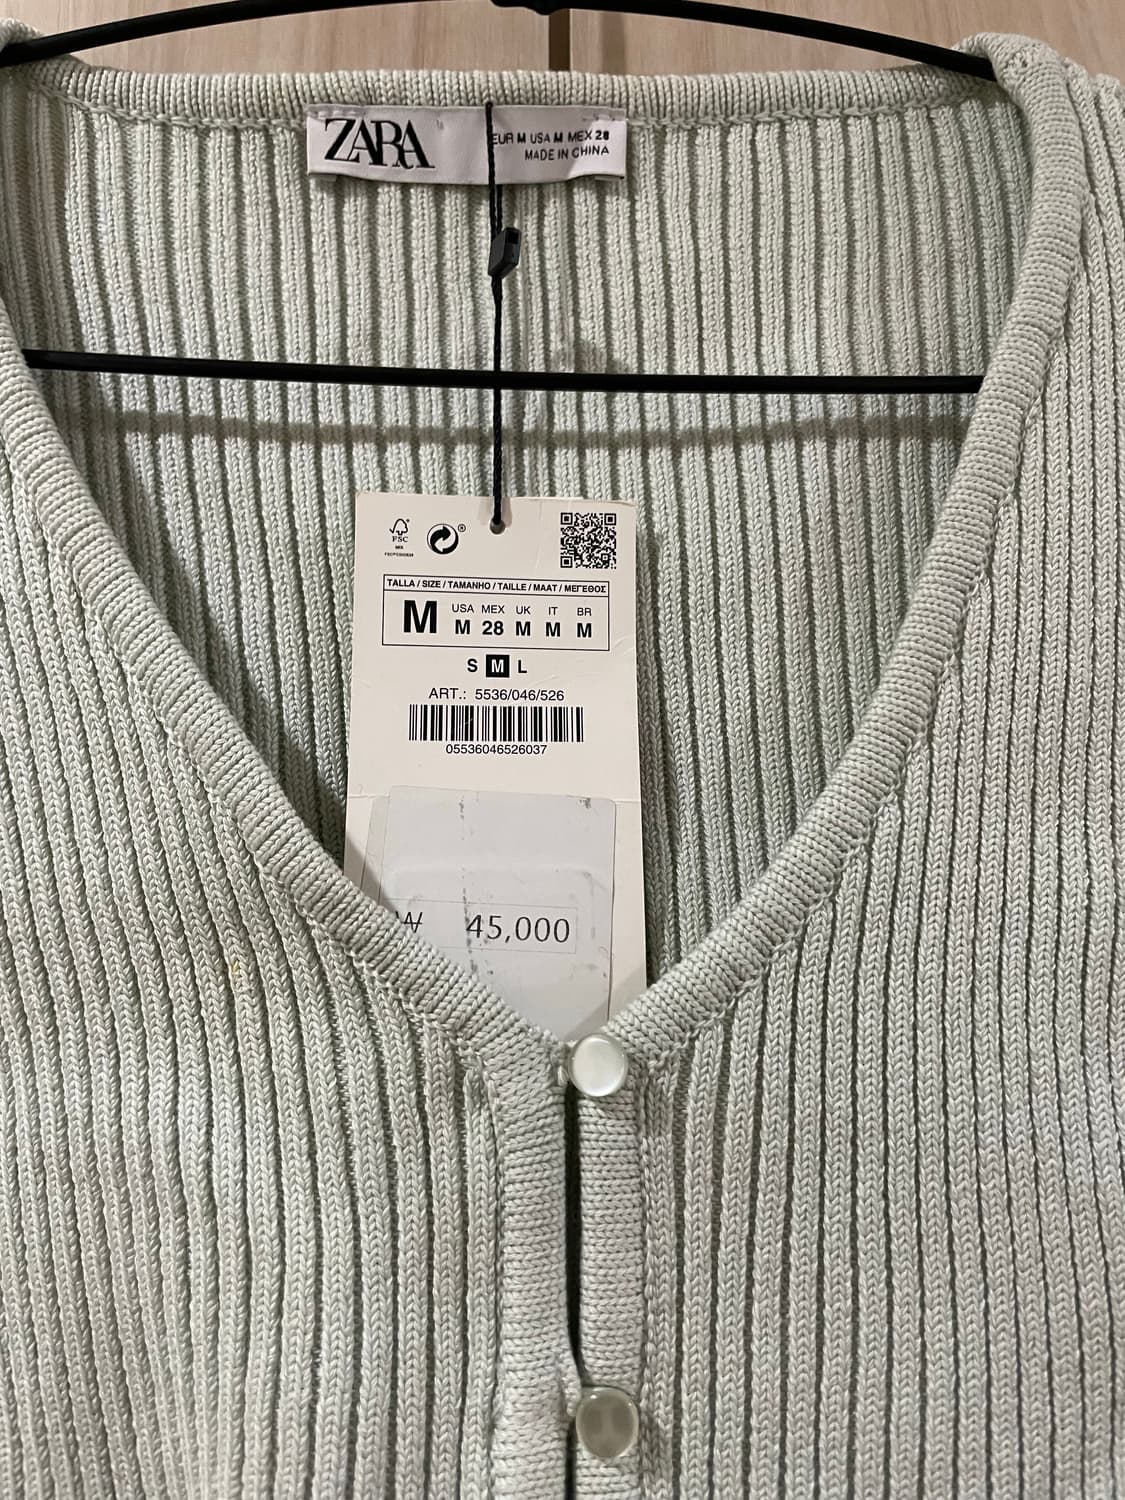 ZARA
EUR M USA M MEX 28
MADE IN CHINA
FSC
MIX
TALLA / SIZE / TAMANHO / TAILLE / MAAT / ΜΕΓΕΘΟΣ
M
USA MEX UK IT BR
M 28 M M M
S M L
ART.: 5536/046/526
05536046526037
₩ 45,000